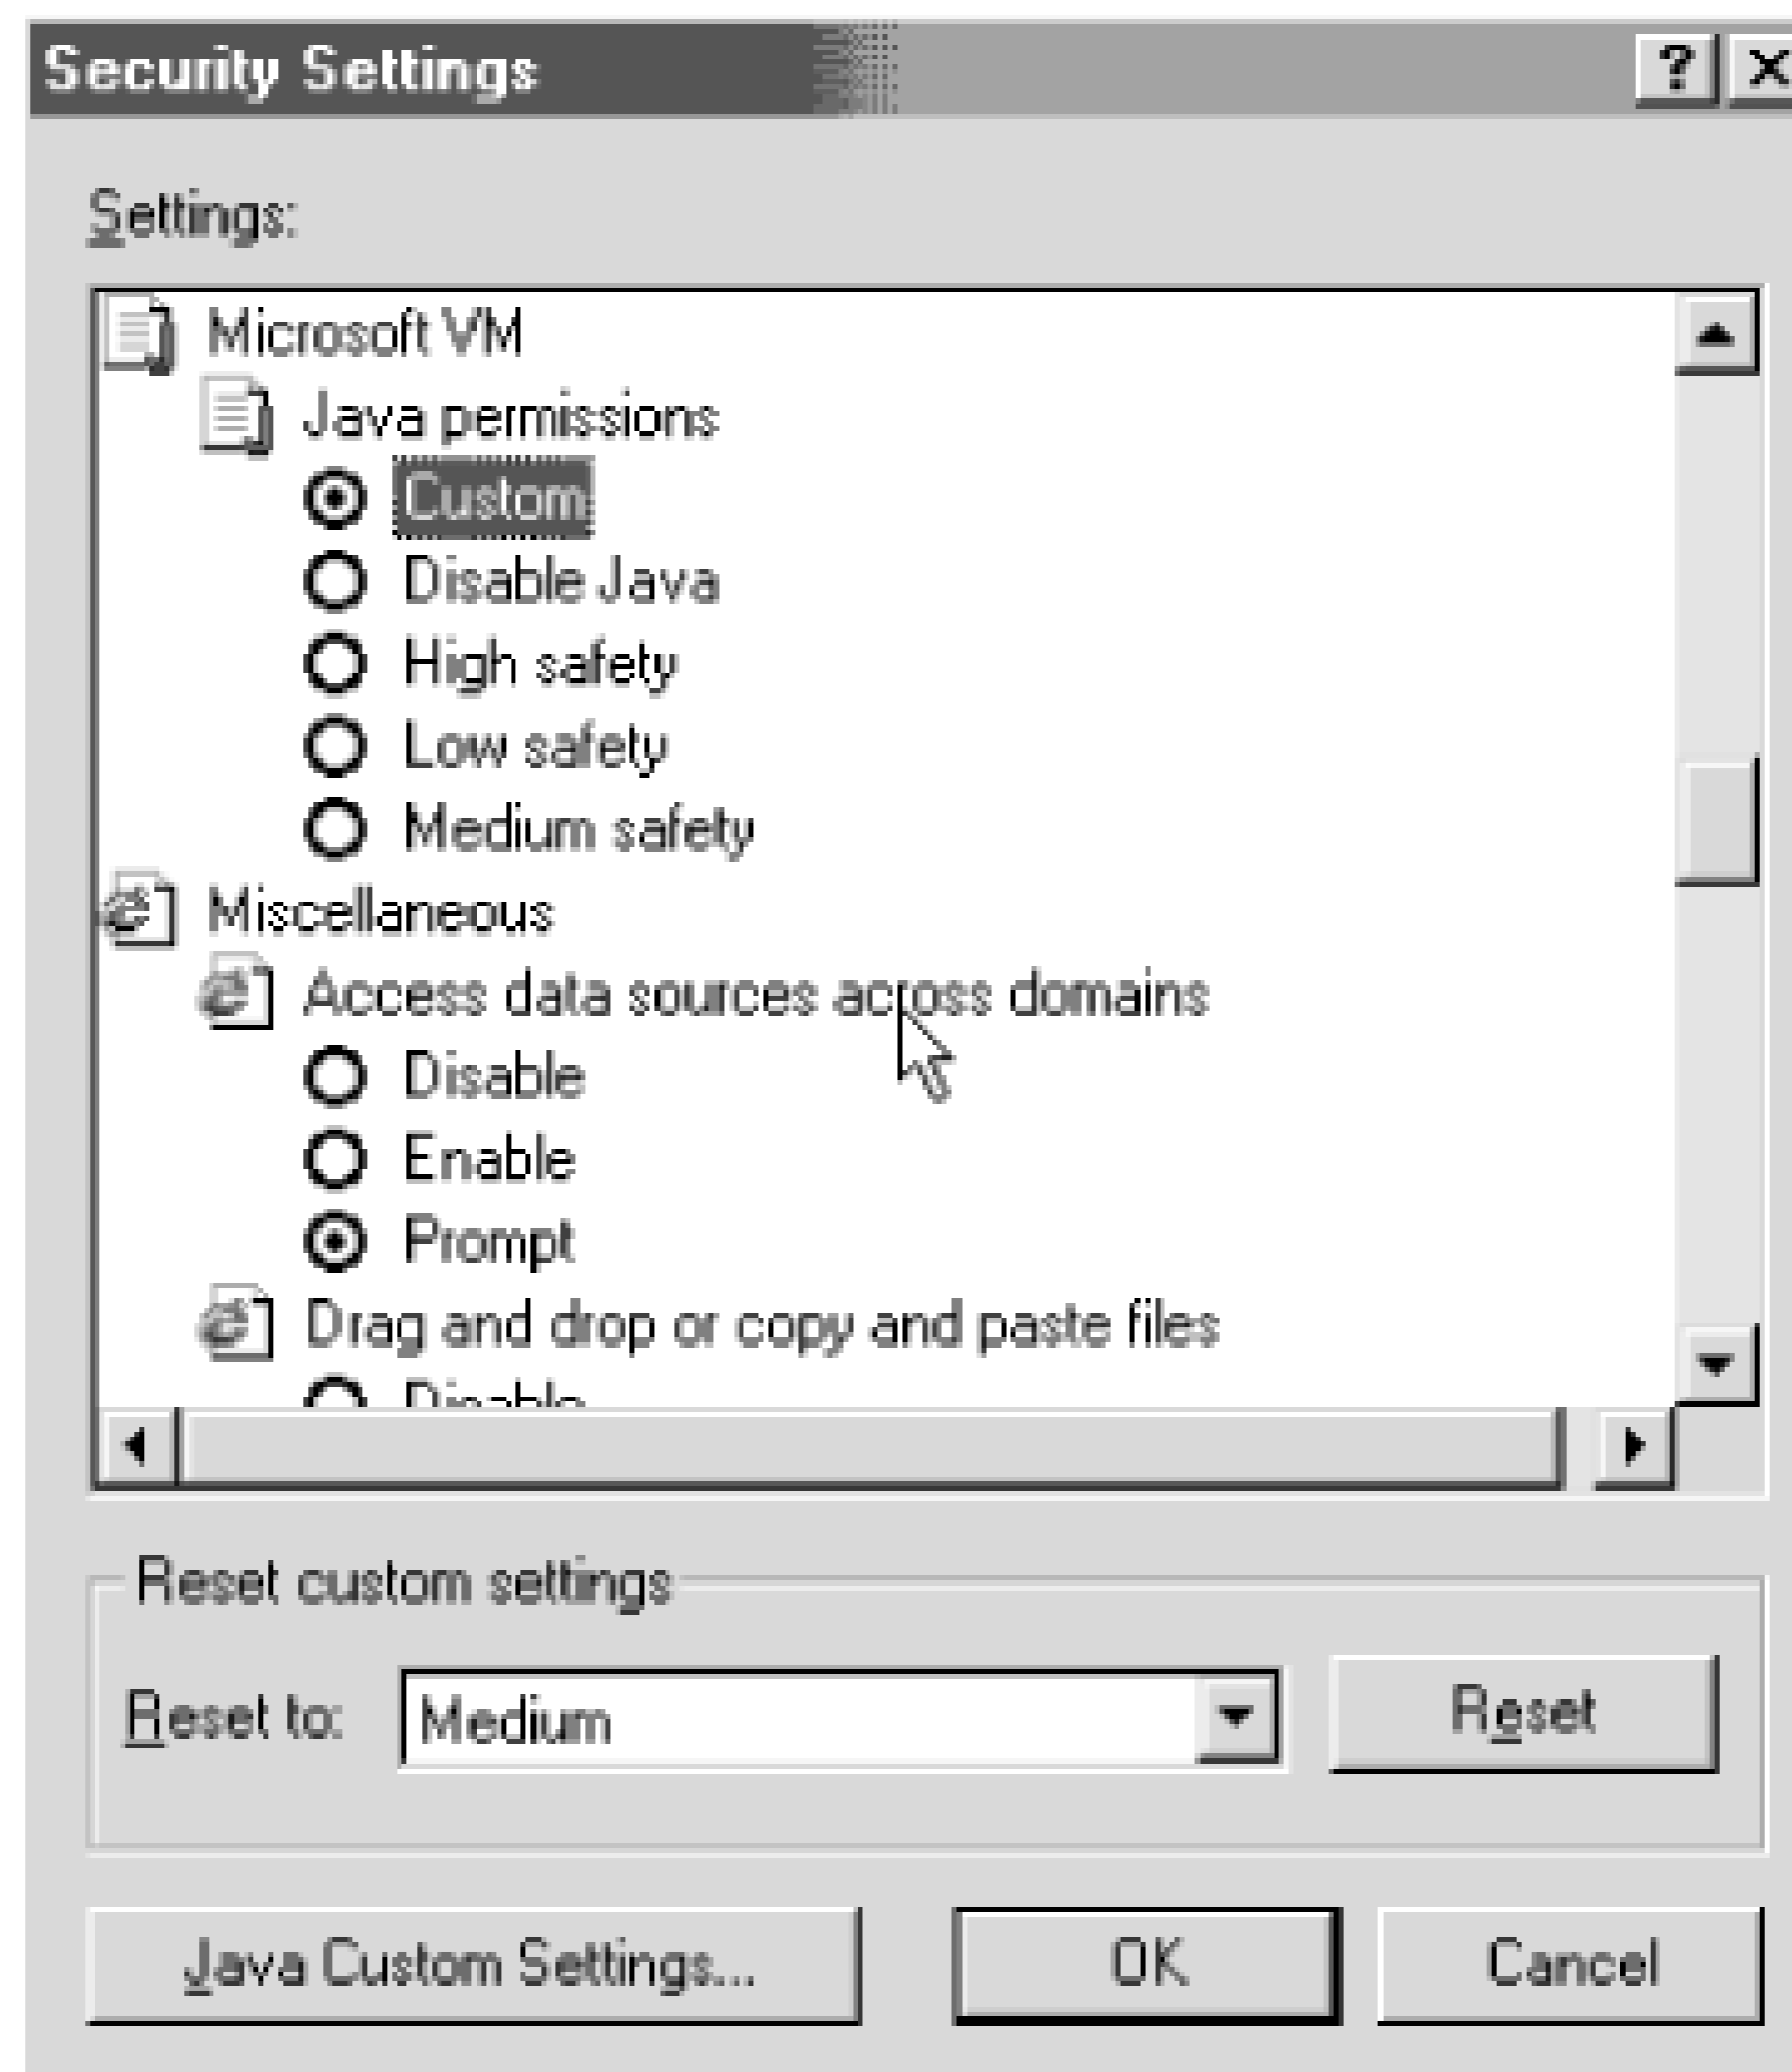 Security Settings
Settings:
Microsoft VM
Java permissions
Custom
Disable Java
High safety
Low safety
Medium safety
Miscellaneous
Access data sources across domains
Disable
Enable
Prompt
Drag and drop or copy and paste files
Disable
Reset custom settings
Reset to: Medium Reset
Java Custom Settings... OK Cancel